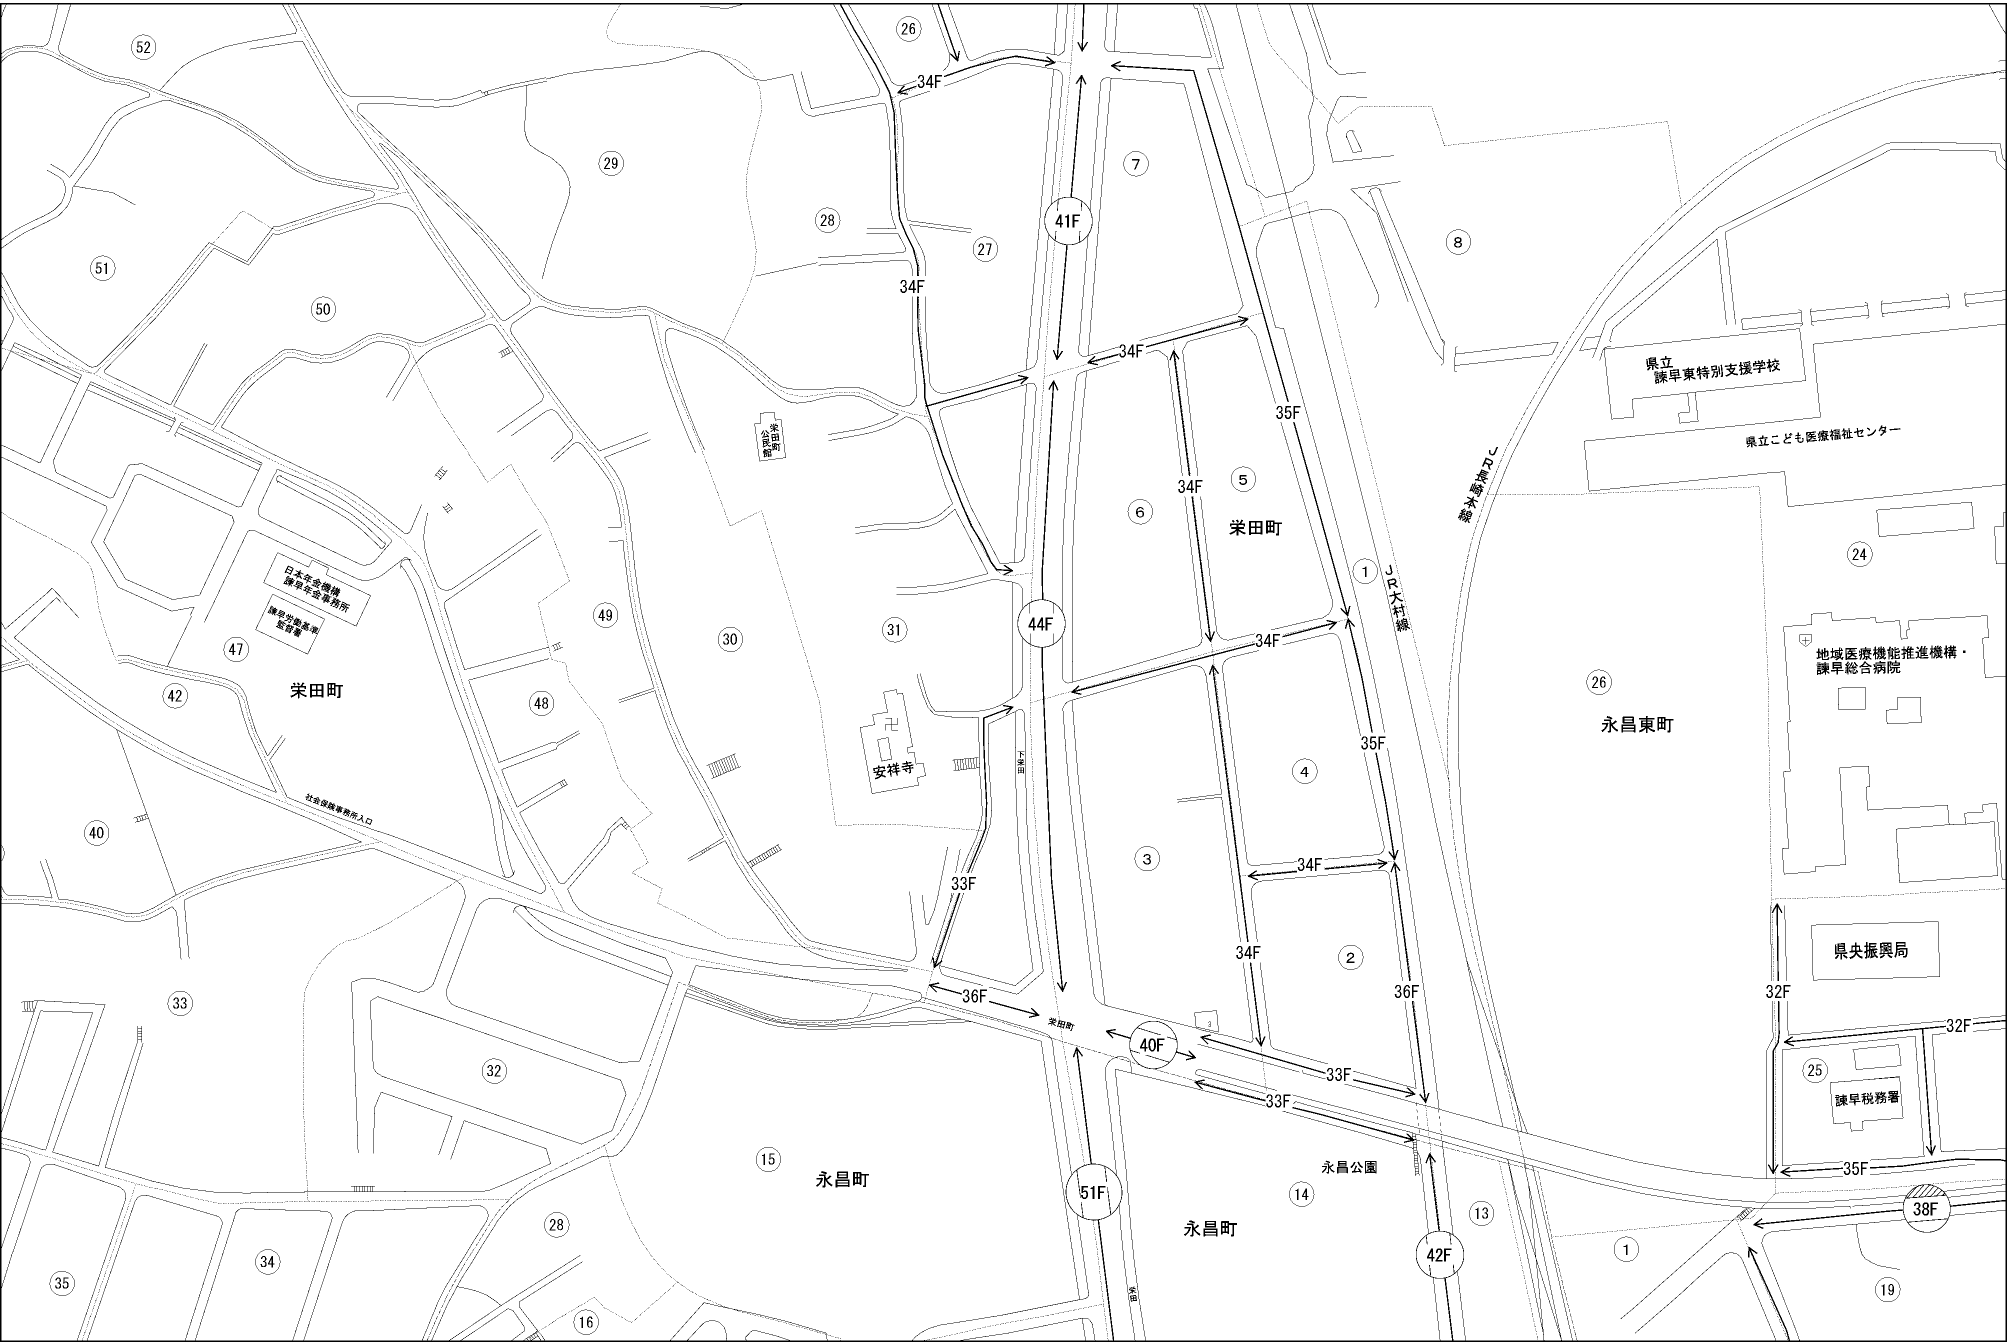 52
26
34F
29
7
28
41F
27
8
51
50
34F
34F
県立
諫早東特別支援学校
35F
県立こども医療福祉センター
栄田町
公民館
JR長崎本線
34F
5
6
栄田町
24
1
JR大村線
日本年金機構
諫早年金事務所
諫早労働基準
監督署
49
44F
30
31
34F
47
地域医療機能推進機構・
諫早総合病院
42
栄田町
48
26
永昌東町
安祥寺
下栄田
35F
4
社会保険事務所入口
40
3
34F
33F
34F
2
県央振興局
36F
36F
32F
33
栄田町
40F
32F
32
33F
25
33F
諫早税務署
15
永昌町
永昌公園
35F
51F
14
13
38F
28
永昌町
42F
1
34
35
栄田
19
16